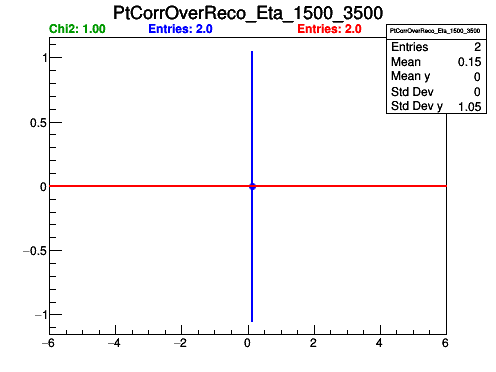 PtCorrOverReco_Eta_1500_3500
Chi2: 1.00 Entries: 2.0 Entries: 2.0
PtCorrOverReco_Eta_1500_3500
Entries 2
Mean 0.15
Mean y 0
Std Dev 0
Std Dev y 1.05
1
0.5
0
−0.5
−1
−6 −4 −2 0 2 4 6